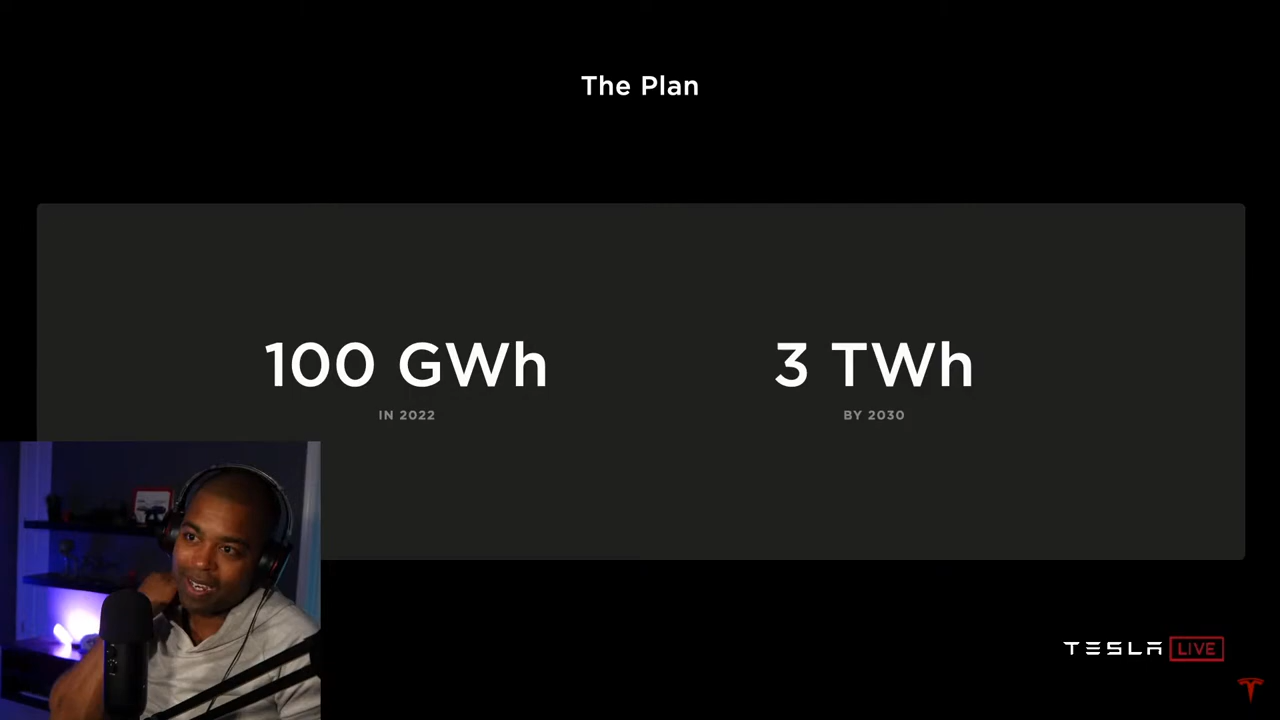 The Plan
100 GWh
IN 2022
3 TWh
BY 2030
TESLA LIVE